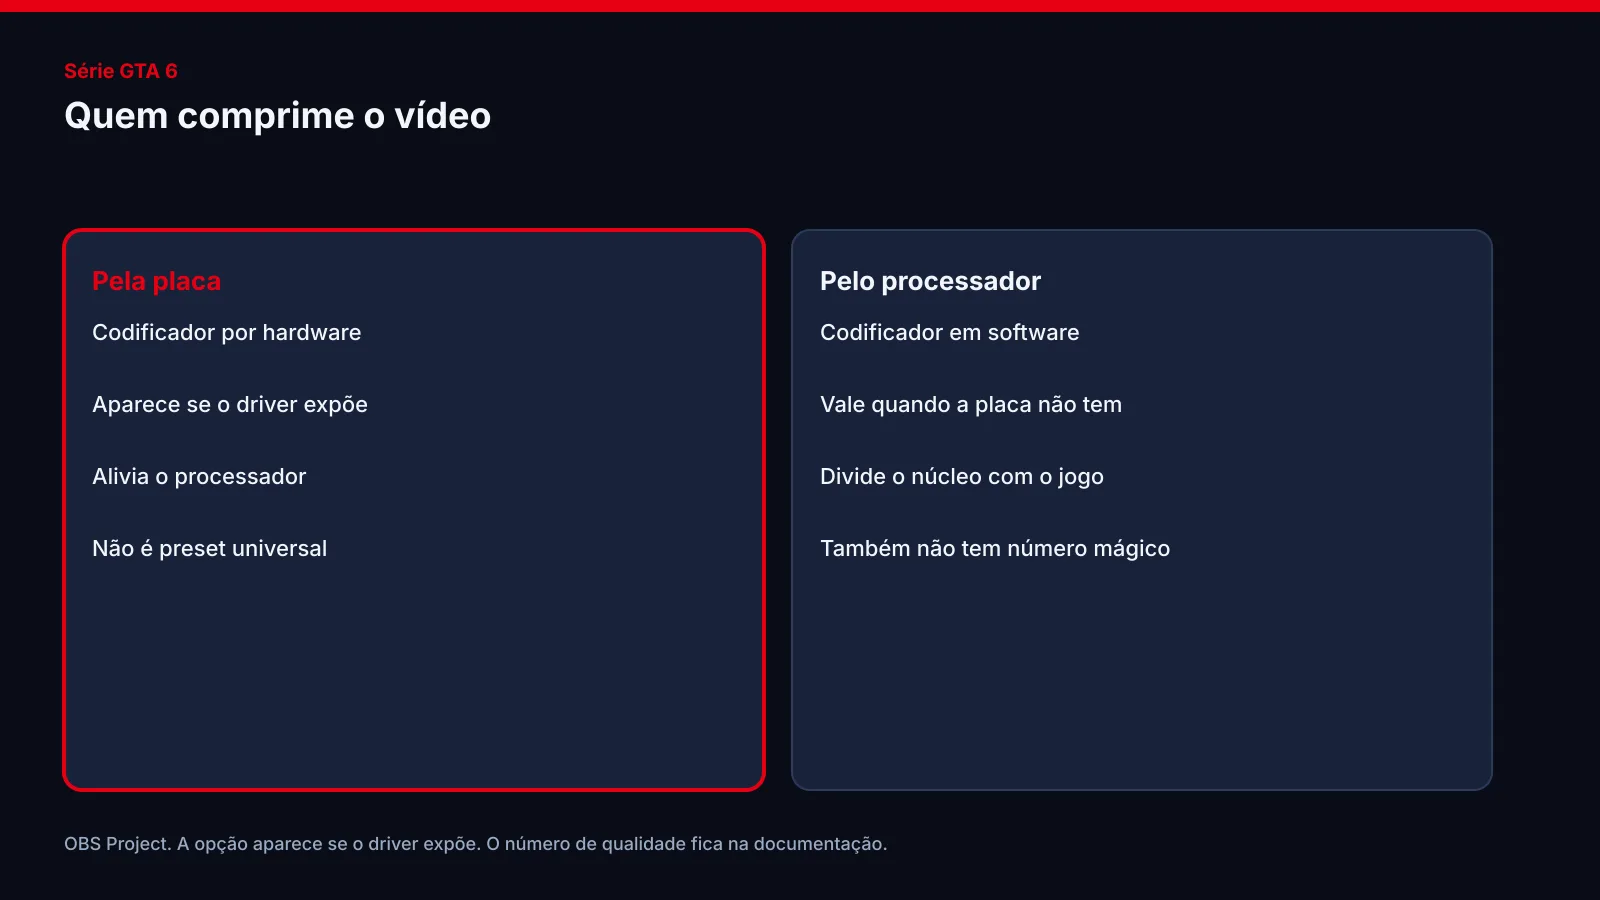 Série GTA 6
Quem comprime o vídeo
Pela placa
Codificador por hardware
Aparece se o driver expõe
Alivia o processador
Não é preset universal
Pelo processador
Codificador em software
Vale quando a placa não tem
Divide o núcleo com o jogo
Também não tem número mágico
OBS Project. A opção aparece se o driver expõe. O número de qualidade fica na documentação.